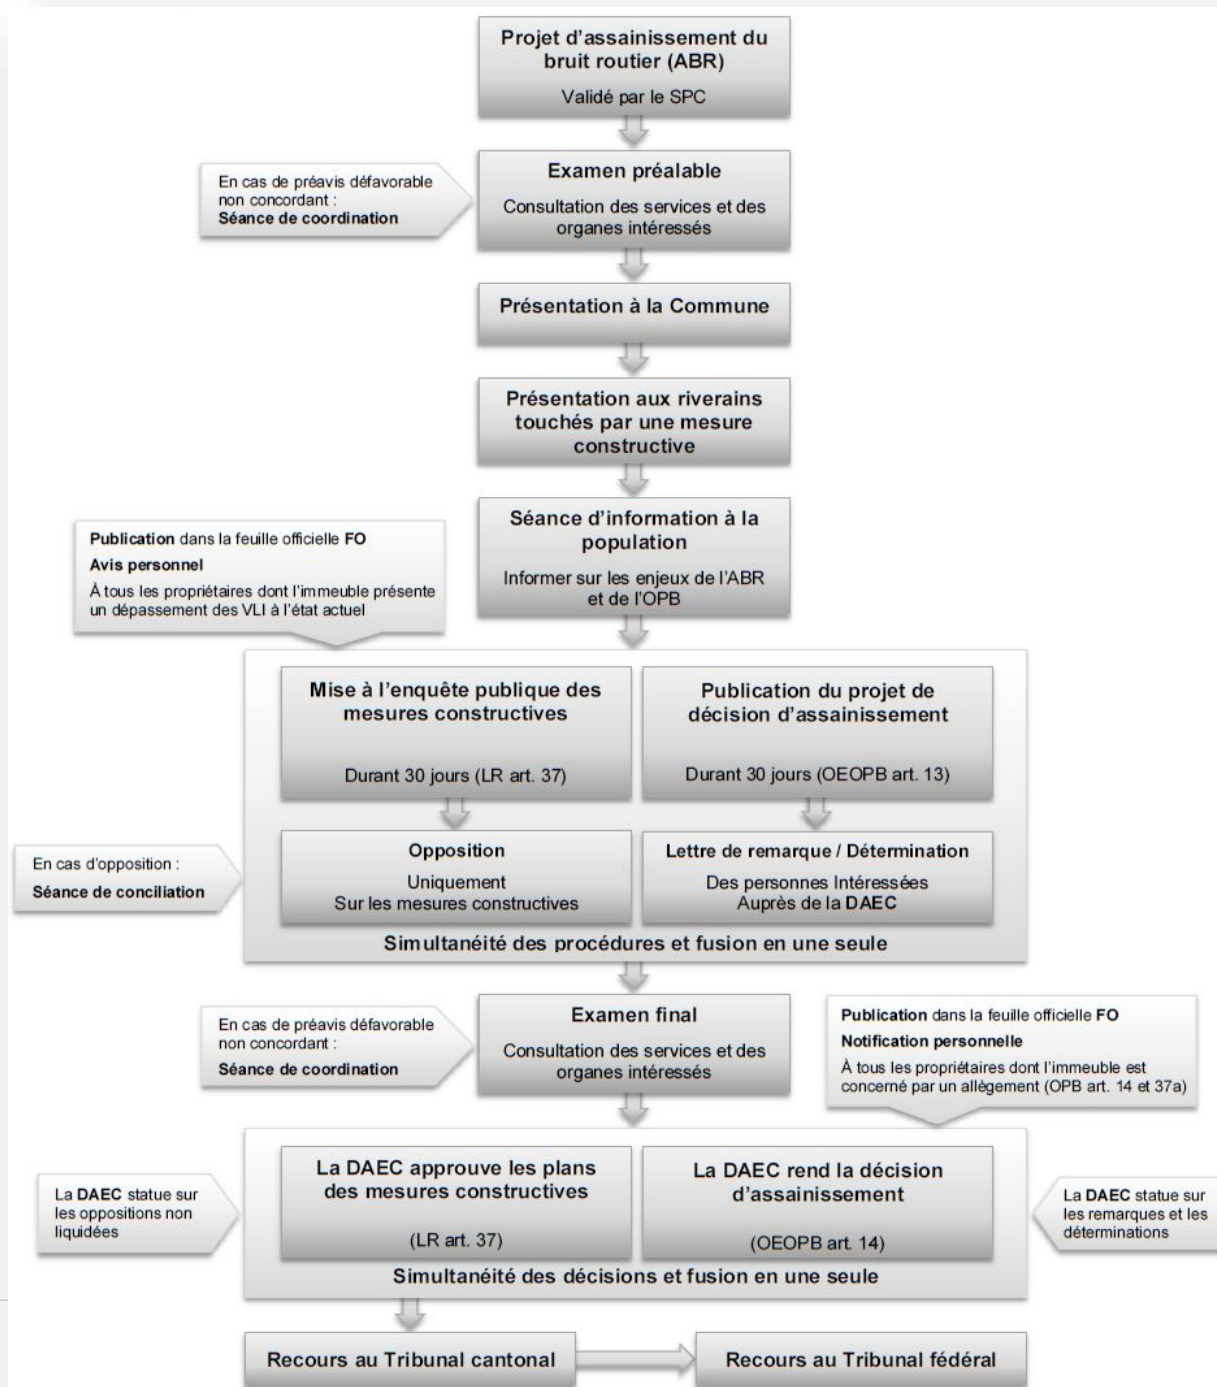 Projet d'assainissement du
bruit routier (ABR)
Validé par le SPC
En cas de préavis défavorable
non concordant :
Séance de coordination
Examen préalable
Consultation des services et des
organes intéressés
Présentation à la Commune
Présentation aux riverains
touchés par une mesure
constructive
Séance d'information à la
population
Informer sur les enjeux de l'ABR
et de l'OPB
Publication dans la feuille officielle FO
Avis personnel
À tous les propriétaires dont l'immeuble présente
un dépassement des VLI à l'état actuel
Mise à l'enquête publique des
mesures constructives
Durant 30 jours (LR art. 37)
Publication du projet de
décision d'assainissement
Durant 30 jours (OEOPB art. 13)
En cas d'opposition :
Séance de conciliation
Opposition
Uniquement
Sur les mesures constructives
Lettre de remarque / Détermination
Des personnes Intéressées
Auprès de la DAEC
Simultanéité des procédures et fusion en une seule
En cas de préavis défavorable
non concordant :
Séance de coordination
Examen final
Consultation des services et des
organes intéressés
Publication dans la feuille officielle FO
Notification personnelle
À tous les propriétaires dont l'immeuble est
concerné par un allègement (OPB art. 14 et 37a)
La DAEC statue sur
les oppositions non
liquidées
La DAEC approuve les plans
des mesures constructives
(LR art. 37)
La DAEC rend la décision
d'assainissement
(OEOPB art. 14)
La DAEC statue sur
les remarques et les
déterminations
Simultanéité des décisions et fusion en une seule
Recours au Tribunal cantonal
Recours au Tribunal fédéral